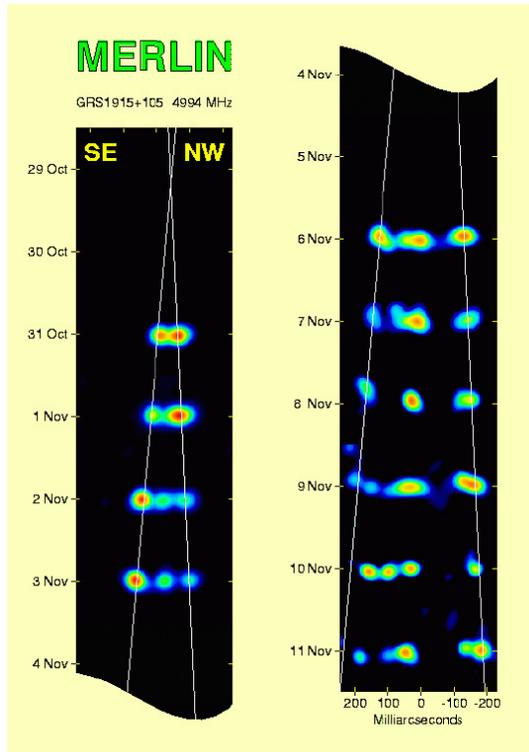 MERLIN
GRS1915+105 4994 MHz
SE NW
29 Oct
30 Oct
31 Oct
1 Nov
2 Nov
3 Nov
4 Nov
4 Nov
5 Nov
6 Nov
7 Nov
8 Nov
9 Nov
10 Nov
11 Nov
200 100 0 -100 -200
Milliarcseconds